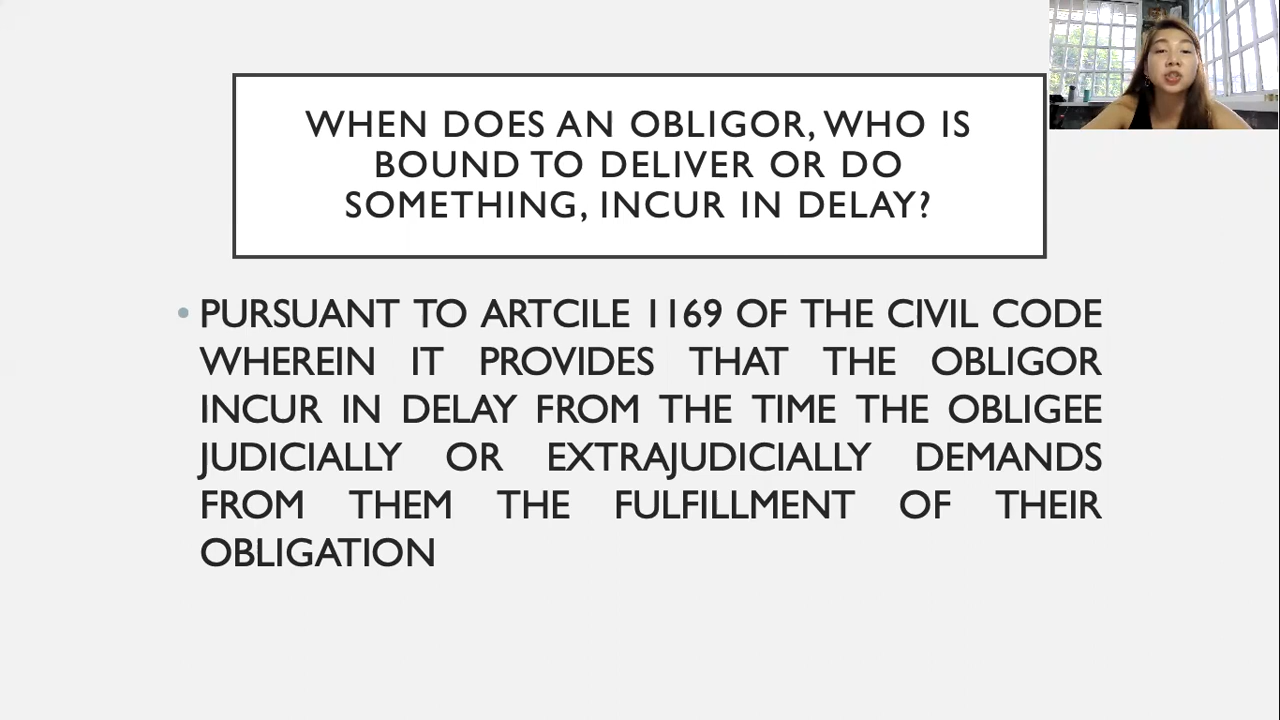 WHEN DOES AN OBLIGOR, WHO IS
BOUND TO DELIVER OR DO
SOMETHING, INCUR IN DELAY?
• PURSUANT TO ARTCILE 1169 OF THE CIVIL CODE
WHEREIN IT PROVIDES THAT THE OBLIGOR
INCUR IN DELAY FROM THE TIME THE OBLIGEE
JUDICIALLY OR EXTRAJUDICIALLY DEMANDS
FROM THEM THE FULFILLMENT OF THEIR
OBLIGATION